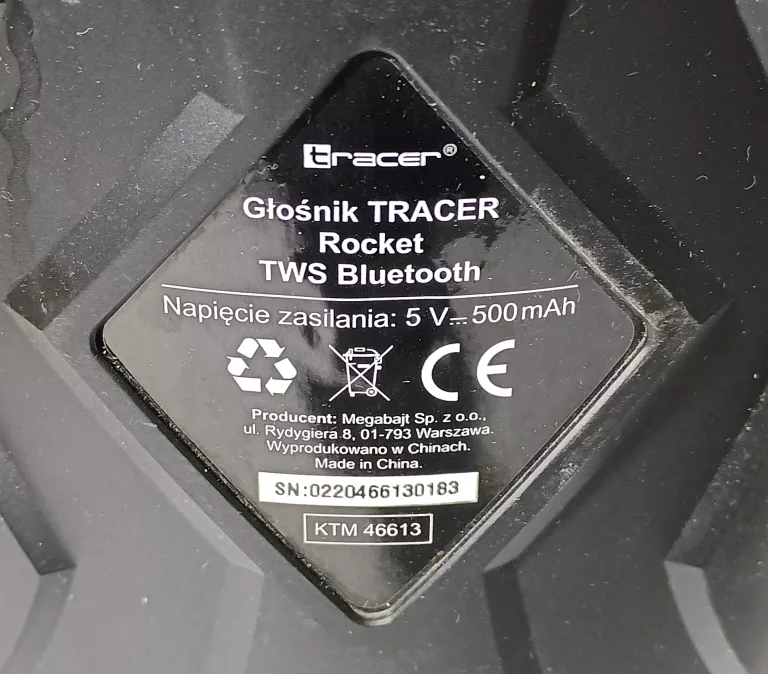 tracer®
Głośnik TRACER
Rocket
TWS Bluetooth
Napięcie zasilania: 5 V⎓500mAh
CE
Producent: Megabajt Sp. z o.o.,
ul. Rydygiera 8, 01-793 Warszawa.
Wyprodukowano w Chinach.
Made in China.
SN:0220466130183
KTM 46613